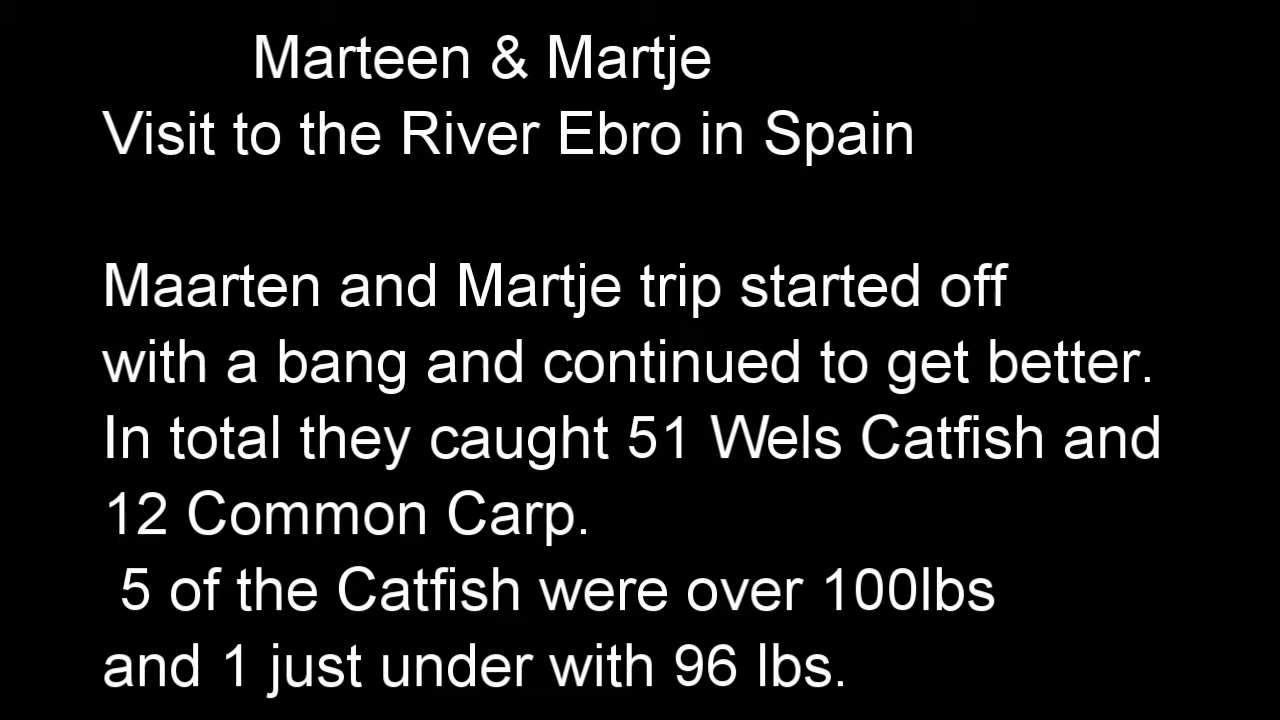 Marteen & Martje
Visit to the River Ebro in Spain
Maarten and Martje trip started off
with a bang and continued to get better.
In total they caught 51 Wels Catfish and
12 Common Carp.
5 of the Catfish were over 100lbs
and 1 just under with 96 lbs.